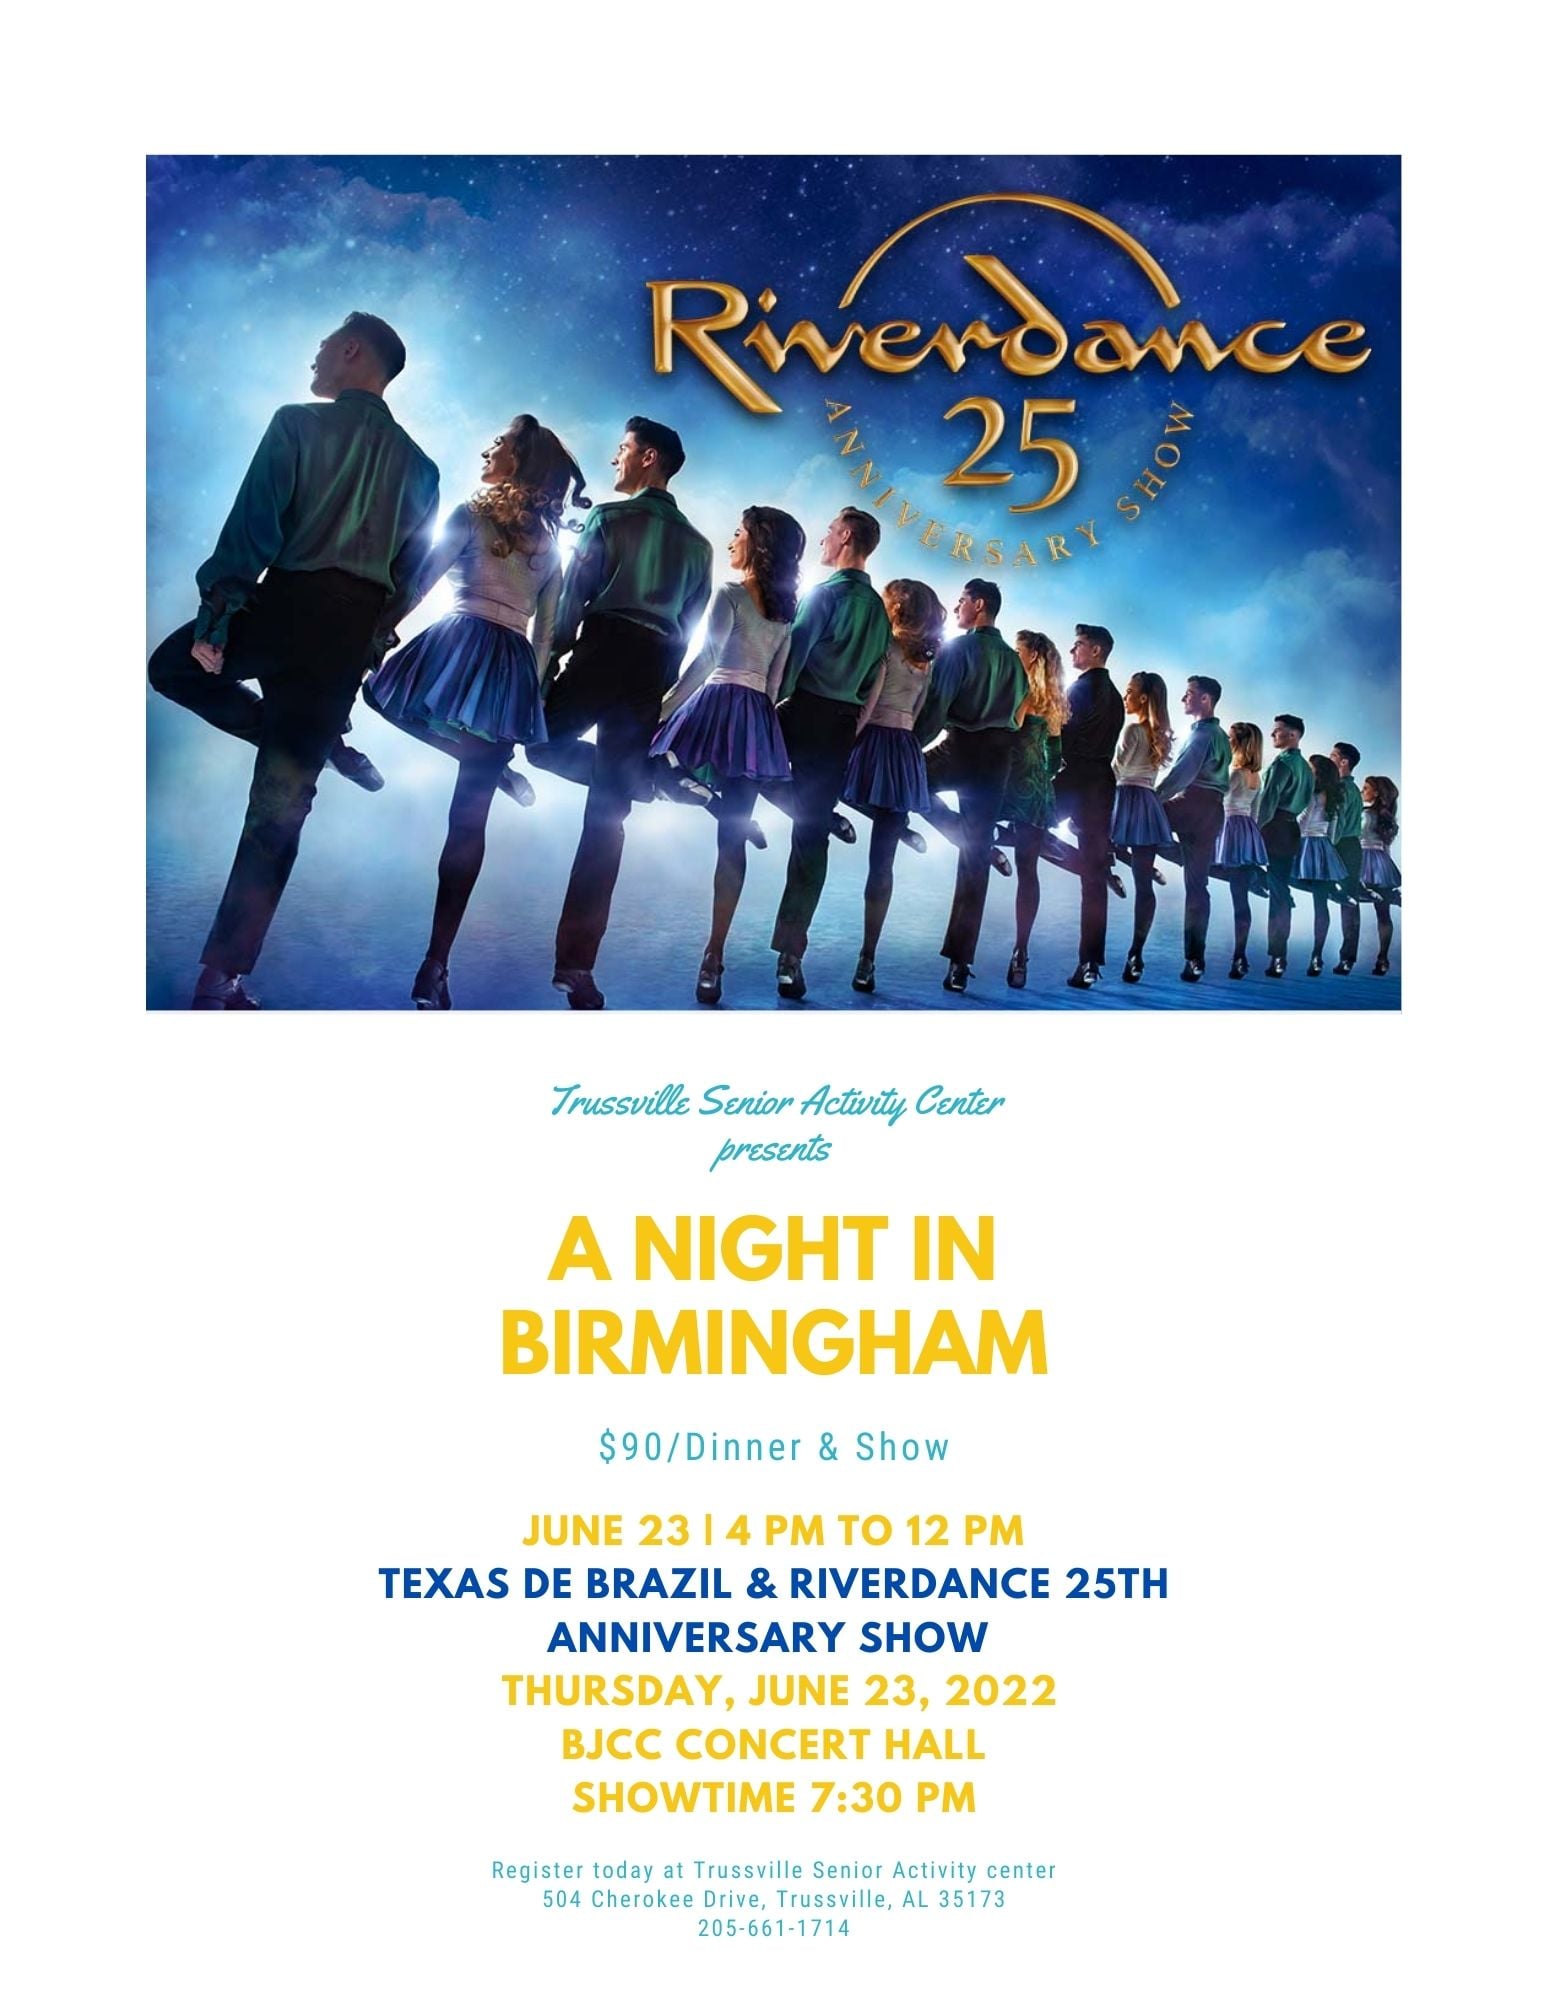 Riverdance
25
ANNIVERSARY SHOW
Trussville Senior Activity Center
presents
A NIGHT IN
BIRMINGHAM
$90/Dinner & Show
JUNE 23 | 4 PM TO 12 PM
TEXAS DE BRAZIL & RIVERDANCE 25TH
ANNIVERSARY SHOW
THURSDAY, JUNE 23, 2022
BJCC CONCERT HALL
SHOWTIME 7:30 PM
Register today at Trussville Senior Activity center
504 Cherokee Drive, Trussville, AL 35173
205-661-1714